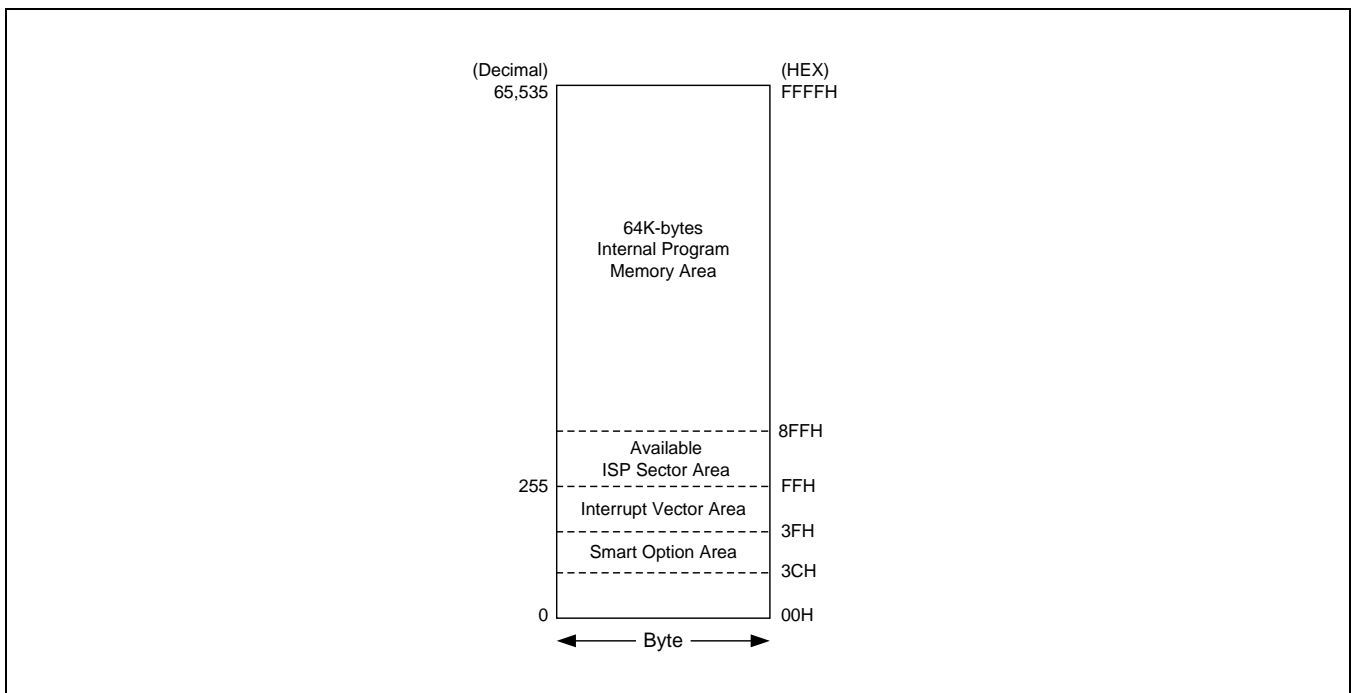 (Decimal)
65,535
(HEX)
FFFFH
64K-bytes
Internal Program
Memory Area
8FFH
Available
ISP Sector Area
255
FFH
Interrupt Vector Area
3FH
Smart Option Area
3CH
0
00H
Byte